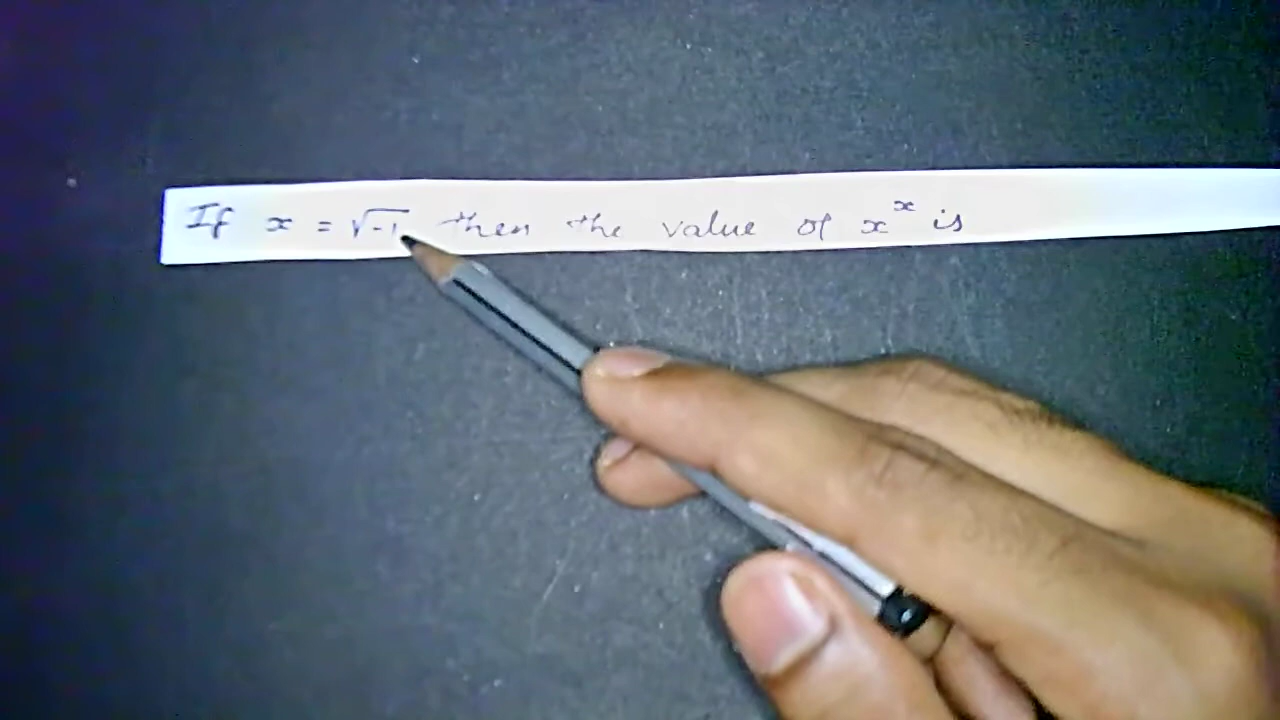 If x = √-1 then the value of x^x is